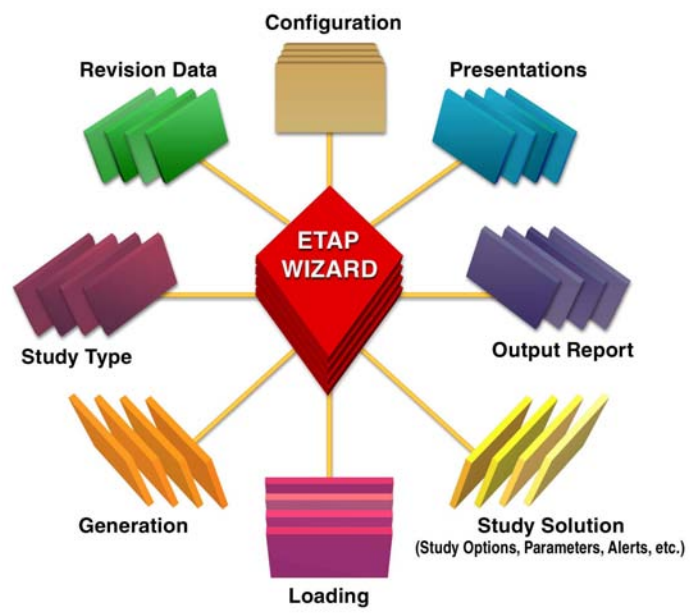 Configuration
Revision Data
Presentations
ETAP
WIZARD
Study Type
Output Report
Generation
Study Solution
(Study Options, Parameters, Alerts, etc.)
Loading